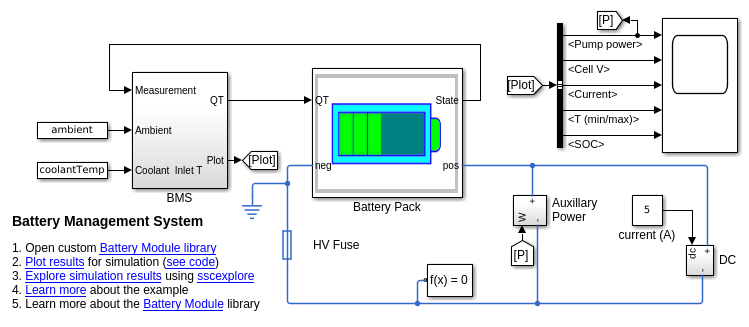 [P]
<Pump power>
<Cell V>
[Plot]
<Current>
<T (min/max)>
<SOC>
Measurement
QT
ambient
Ambient
Plot
[Plot]
coolantTemp
Coolant Inlet T
BMS
QT
State
neg
pos
Battery Pack
Battery Management System
1. Open custom Battery Module library
2. Plot results for simulation (see code)
3. Explore simulation results using sscexplore
4. Learn more about the example
5. Learn more about the Battery Module library
HV Fuse
f(x) = 0
+
W
-
Auxillary
Power
[P]
5
current (A)
dc
+
-
DC